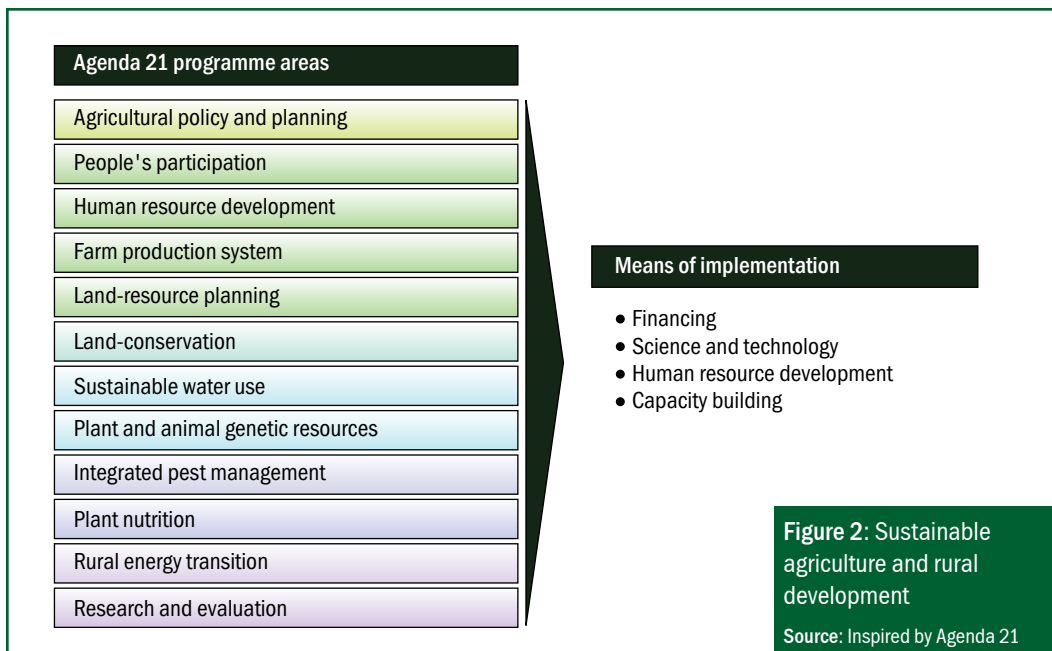 Agenda 21 programme areas
Agricultural policy and planning
People's participation
Human resource development
Farm production system
Land-resource planning
Land-conservation
Sustainable water use
Plant and animal genetic resources
Integrated pest management
Plant nutrition
Rural energy transition
Research and evaluation
Means of implementation
• Financing
• Science and technology
• Human resource development
• Capacity building
Figure 2: Sustainable
agriculture and rural
development
Source: Inspired by Agenda 21